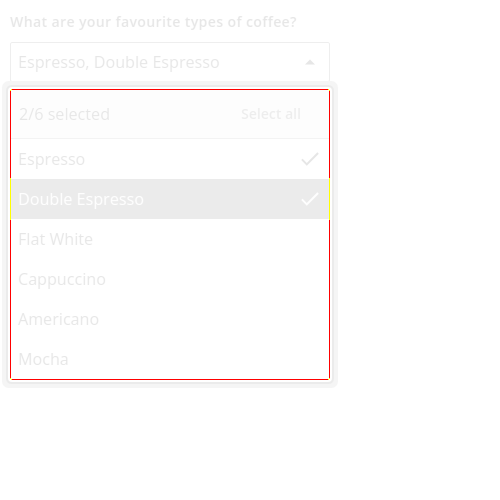 What are your favourite types of coffee?
Espresso, Double Espresso
2/6 selected Select all
Espresso
Double Espresso
Flat White
Cappuccino
Americano
Mocha